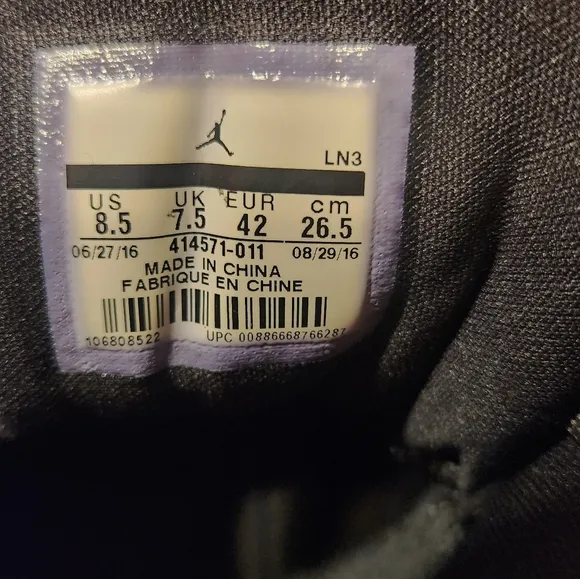 LN3
US UK EUR cm
8.5 7.5 42 26.5
06/27/16 414571-011 08/29/16
MADE IN CHINA
FABRIQUE EN CHINE
106808522 UPC 00886668766287